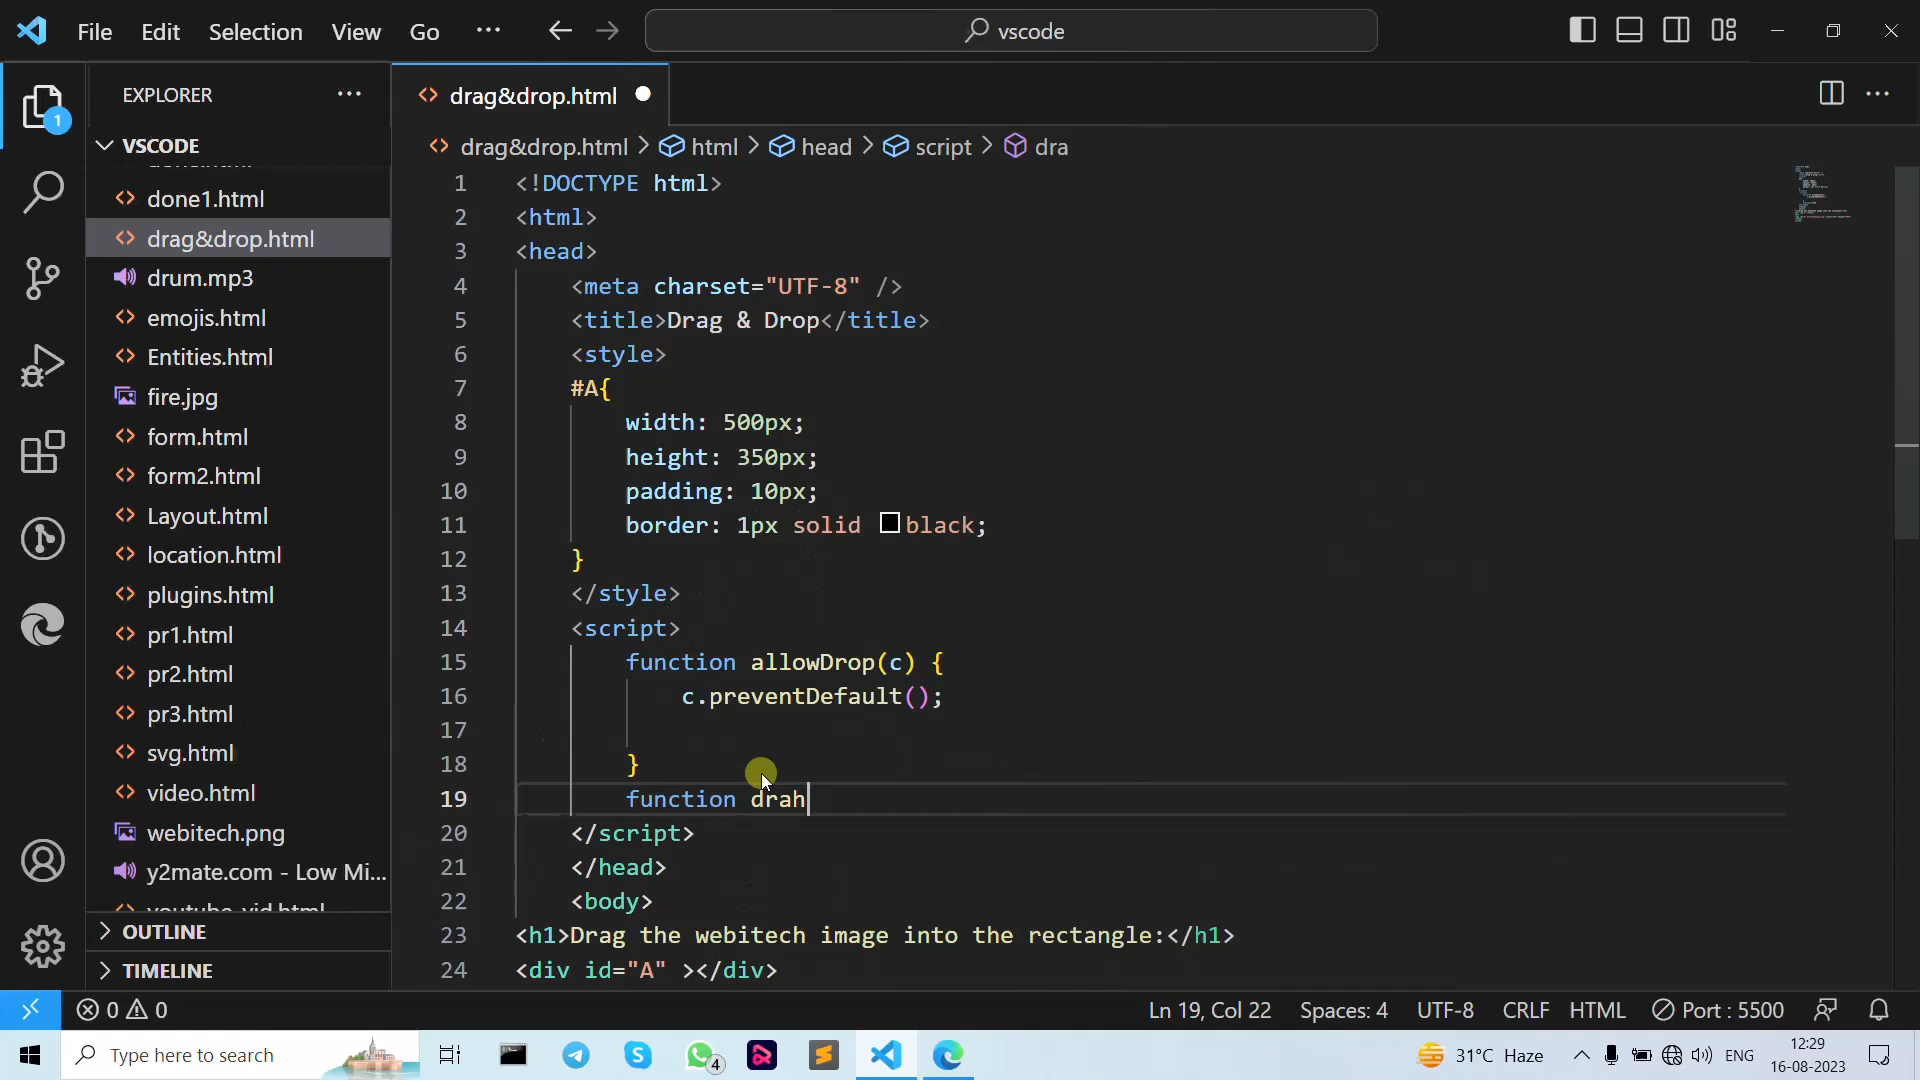 File Edit Selection View Go ··· vscode
EXPLORER ···
drag&drop.html
VSCODE
drag&drop.html > html > head > script > dra
done1.html
drag&drop.html
drum.mp3
emojis.html
Entities.html
fire.jpg
form.html
form2.html
Layout.html
location.html
plugins.html
pr1.html
pr2.html
pr3.html
svg.html
video.html
webitech.png
y2mate.com - Low Mi...
OUTLINE
TIMELINE
1 <!DOCTYPE html>
2 <html>
3 <head>
4 <meta charset="UTF-8" />
5 <title>Drag & Drop</title>
6 <style>
7 #A{
8 width: 500px;
9 height: 350px;
10 padding: 10px;
11 border: 1px solid black;
12 }
13 </style>
14 <script>
15 function allowDrop(c) {
16 c.preventDefault();
17
18 }
19 function drah
20 </script>
21 </head>
22 <body>
23 <h1>Drag the webitech image into the rectangle:</h1>
24 <div id="A" ></div>
1
0 0 Ln 19, Col 22 Spaces: 4 UTF-8 CRLF HTML Port : 5500
Type here to search 4 31°C Haze ENG 12:29
16-08-2023